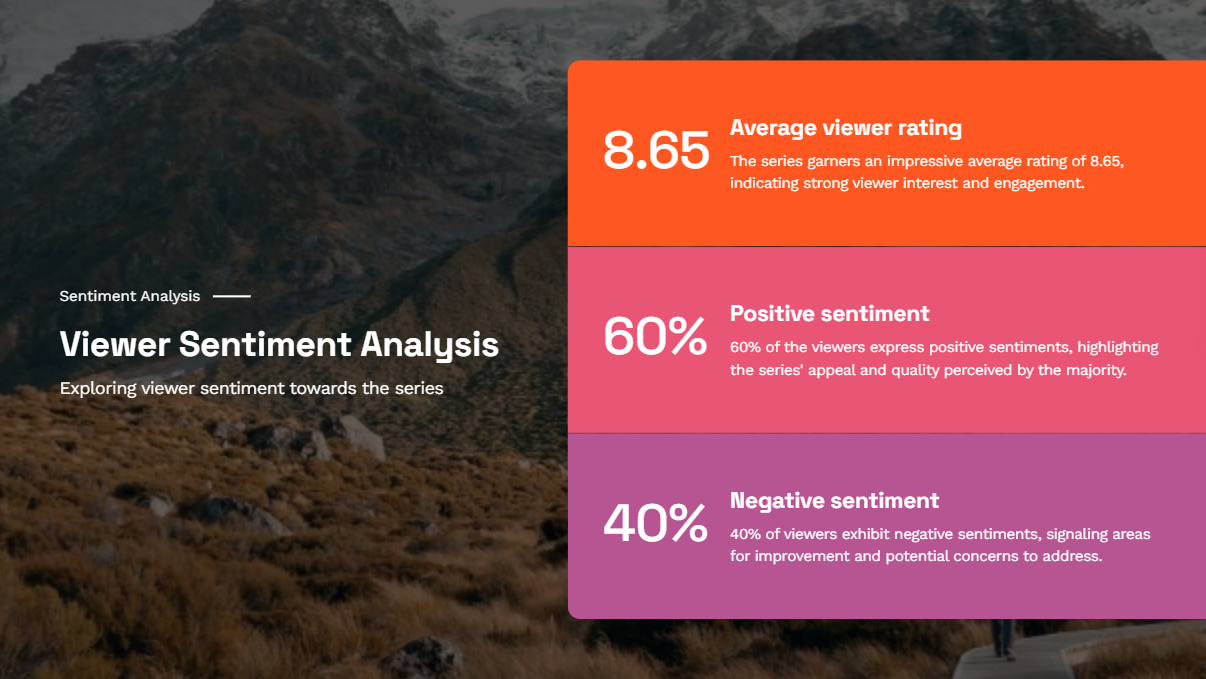 Sentiment Analysis
Viewer Sentiment Analysis
Exploring viewer sentiment towards the series
8.65
Average viewer rating
The series garners an impressive average rating of 8.65,
indicating strong viewer interest and engagement.
60%
Positive sentiment
60% of the viewers express positive sentiments, highlighting
the series' appeal and quality perceived by the majority.
40%
Negative sentiment
40% of viewers exhibit negative sentiments, signaling areas
for improvement and potential concerns to address.